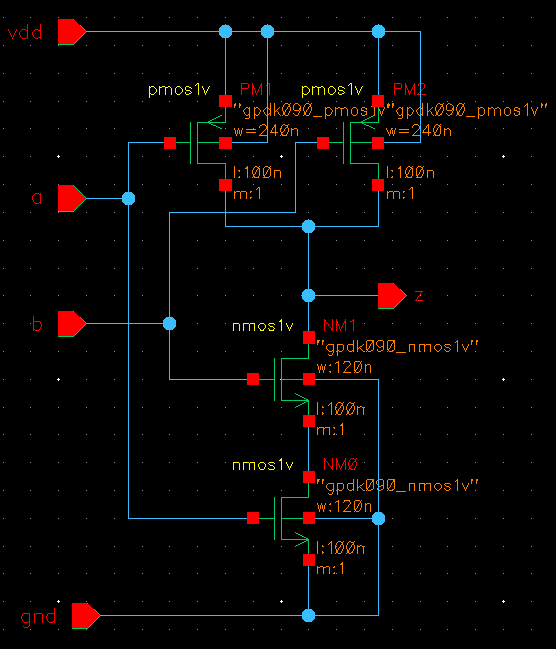 vdd
pmos1v PM1
"gpdk090_pmos1v"
w=240n
l:100n
m:1
pmos1v PM2
"gpdk090_pmos1v"
w=240n
l:100n
m:1
a
z
b
nmos1v NM1
"gpdk090_nmos1v"
w:120n
l:100n
m:1
nmos1v NM0
"gpdk090_nmos1v"
w:120n
l:100n
m:1
gnd